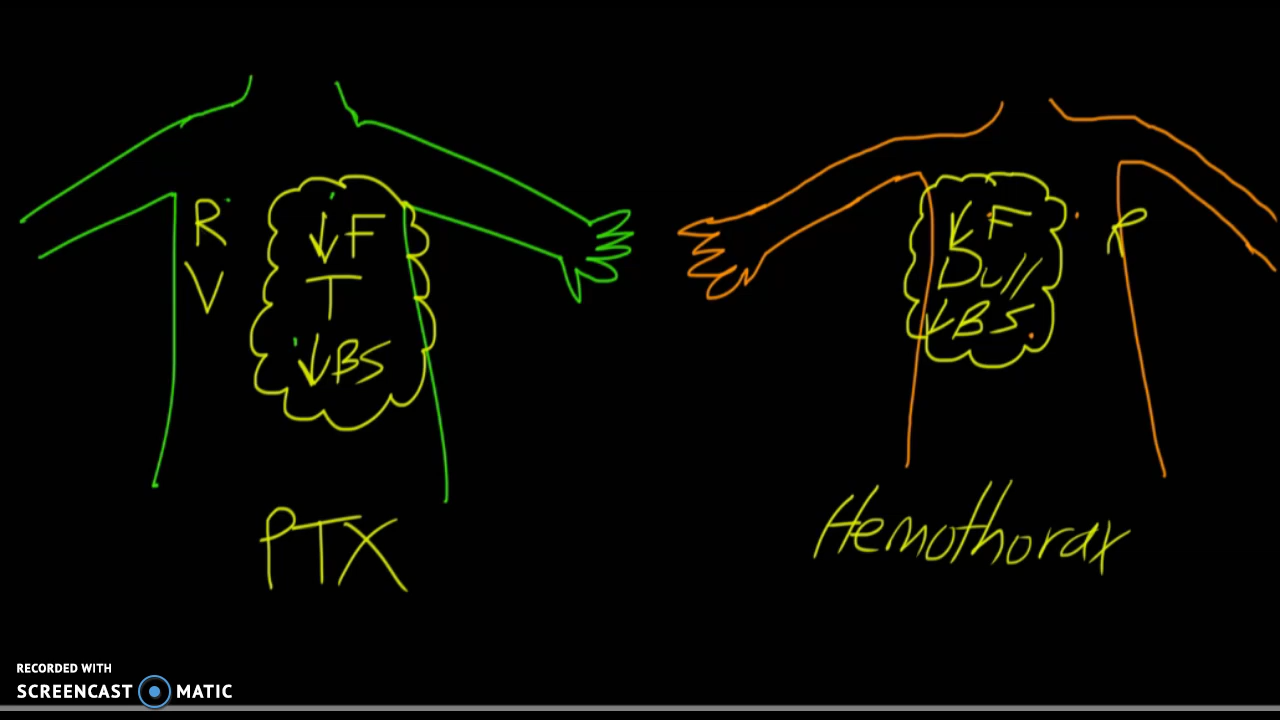 R
V
↓F
T
↓BS
PTX
↓F
Dull
↓BS
Hemothorax
RECORDED WITH
SCREENCAST MATIC